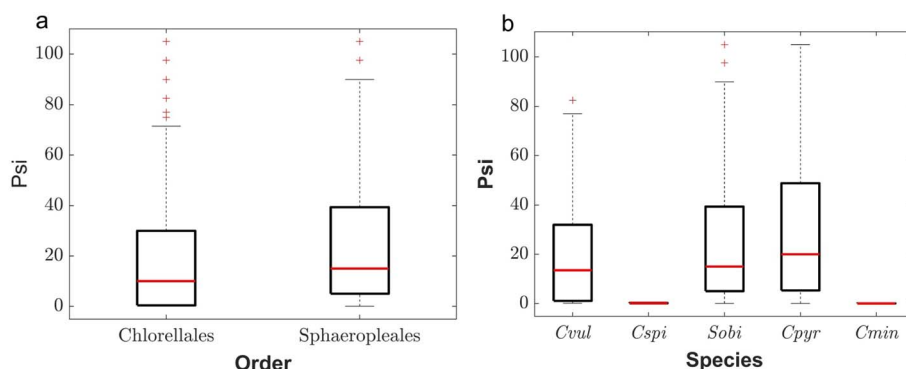 a
100
80
60
40
20
0
Psi
Chlorellales Sphaeropleales
Order
b
100
80
60
40
20
0
Psi
Cvul Cspi Sobi Cpyr Cmin
Species